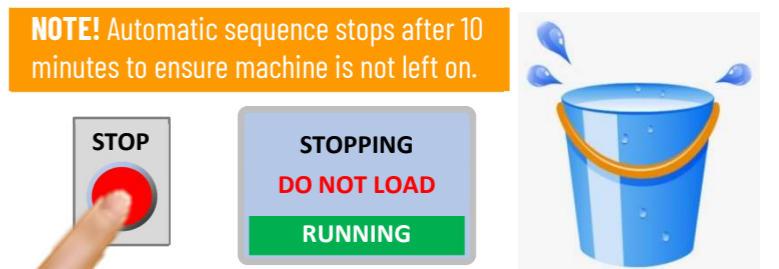 NOTE! Automatic sequence stops after 10
minutes to ensure machine is not left on.
STOP
STOPPING
DO NOT LOAD
RUNNING